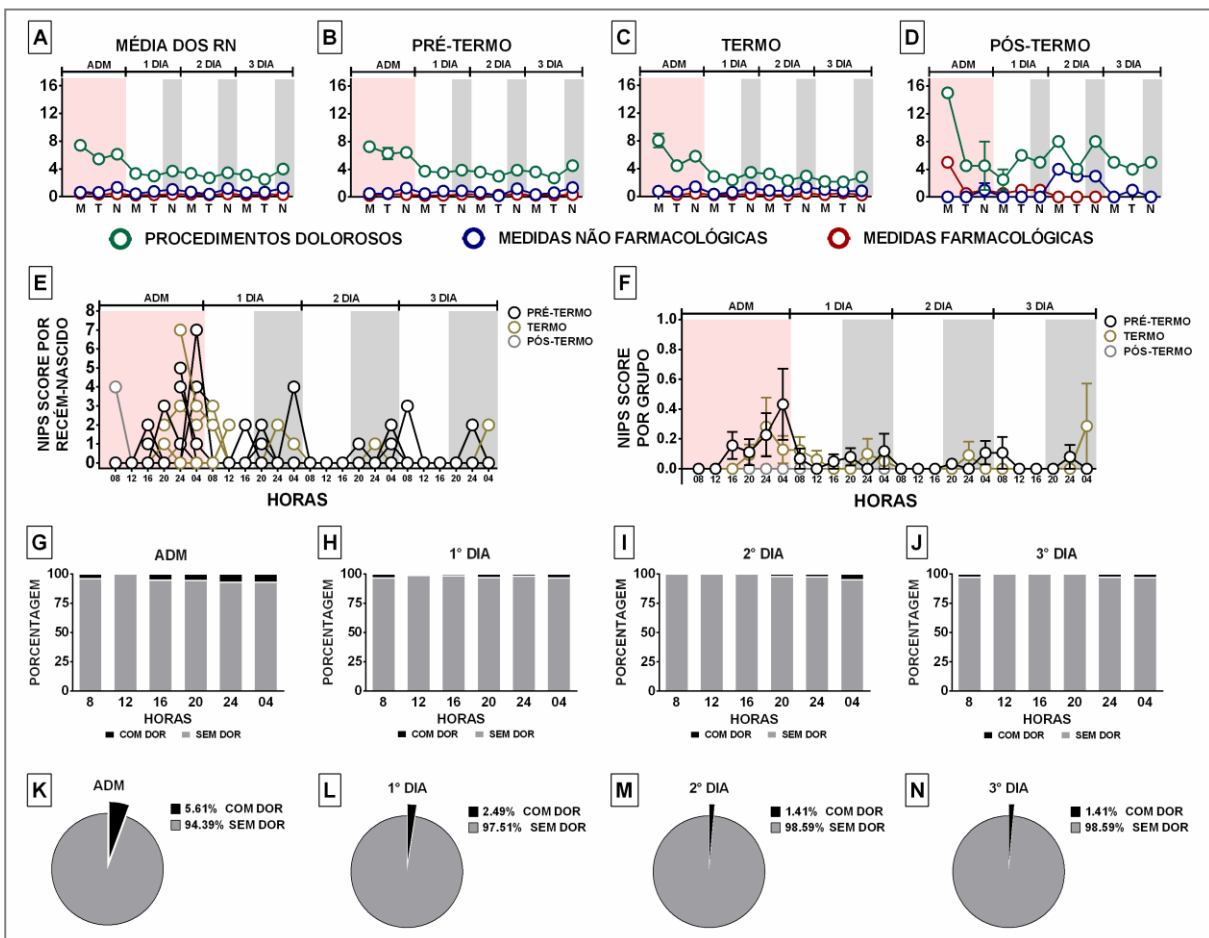 A MÉDIA DOS RN
ADM 1 DIA 2 DIA 3 DIA
16
12
8
4
0
M T N M T N M T N M T N
B PRÉ-TERMO
ADM 1 DIA 2 DIA 3 DIA
16
12
8
4
0
M T N M T N M T N M T N
C TERMO
ADM 1 DIA 2 DIA 3 DIA
16
12
8
4
0
M T N M T N M T N M T N
D PÓS-TERMO
ADM 1 DIA 2 DIA 3 DIA
16
12
8
4
0
M T N M T N M T N M T N
PROCEDIMENTOS DOLOROSOS MEDIDAS NÃO FARMACOLÓGICAS MEDIDAS FARMACOLÓGICAS
E
ADM 1 DIA 2 DIA 3 DIA
NIPS SCORE POR
RECÉM-NASCIDO
8
7
6
5
4
3
2
1
0
PRÉ-TERMO
TERMO
PÓS-TERMO
08 12 16 20 24 04 08 12 16 20 24 04 08 12 16 20 24 04 08 12 16 20 24 04
HORAS
F
ADM 1 DIA 2 DIA 3 DIA
NIPS SCORE
POR GRUPO
1.0
0.8
0.6
0.4
0.2
0.0
PRÉ-TERMO
TERMO
PÓS-TERMO
08 12 16 20 24 04 08 12 16 20 24 04 08 12 16 20 24 04 08 12 16 20 24 04
HORAS
G ADM
PORCENTAGEM
100
75
50
25
0
8 12 16 20 24 04
HORAS
COM DOR SEM DOR
H 1° DIA
PORCENTAGEM
100
75
50
25
0
8 12 16 20 24 04
HORAS
COM DOR SEM DOR
I 2° DIA
PORCENTAGEM
100
75
50
25
0
8 12 16 20 24 04
HORAS
COM DOR SEM DOR
J 3° DIA
PORCENTAGEM
100
75
50
25
0
8 12 16 20 24 04
HORAS
COM DOR SEM DOR
K ADM
5.61% COM DOR
94.39% SEM DOR
L 1° DIA
2.49% COM DOR
97.51% SEM DOR
M 2° DIA
1.41% COM DOR
98.59% SEM DOR
N 3° DIA
1.41% COM DOR
98.59% SEM DOR